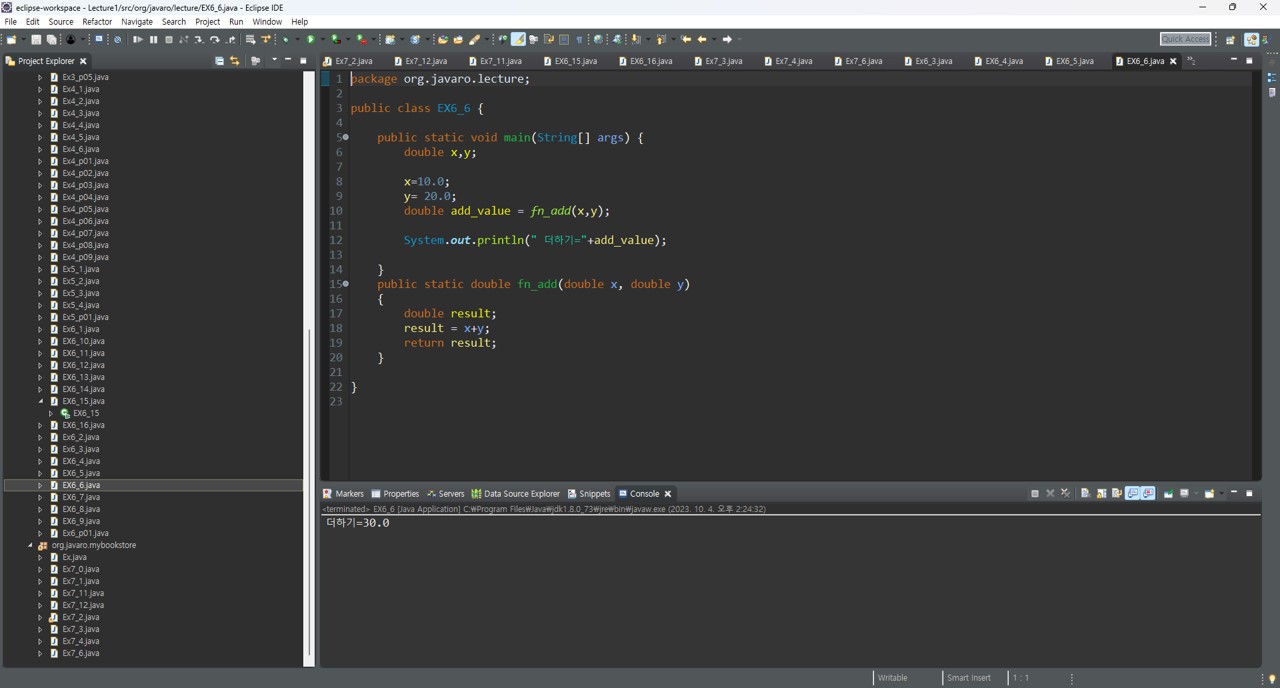 eclipse-workspace - Lecture1/src/org/javaro/lecture/EX6_6.java - Eclipse IDE
File Edit Source Refactor Navigate Search Project Run Window Help
Quick Access
Project Explorer
Ex3_p05.java
Ex4_1.java
Ex4_2.java
Ex4_3.java
Ex4_4.java
Ex4_5.java
Ex4_6.java
Ex4_p01.java
Ex4_p02.java
Ex4_p03.java
Ex4_p04.java
Ex4_p05.java
Ex4_p06.java
Ex4_p07.java
Ex4_p08.java
Ex4_p09.java
Ex5_1.java
Ex5_2.java
Ex5_3.java
Ex5_4.java
Ex5_p01.java
Ex6_1.java
EX6_10.java
EX6_11.java
EX6_12.java
EX6_13.java
EX6_14.java
EX6_15.java
EX6_15
EX6_16.java
Ex6_2.java
Ex6_3.java
EX6_4.java
EX6_5.java
EX6_6.java
EX6_7.java
EX6_8.java
EX6_9.java
Ex6_p01.java
org.javaro.mybookstore
Ex.java
Ex7_0.java
Ex7_1.java
Ex7_11.java
Ex7_12.java
Ex7_2.java
Ex7_3.java
Ex7_4.java
Ex7_6.java
Ex7_2.java Ex7_12.java Ex7_11.java EX6_15.java EX6_16.java Ex7_3.java Ex7_4.java Ex7_6.java Ex6_3.java EX6_4.java EX6_5.java EX6_6.java »2
1 package org.javaro.lecture;
2
3 public class EX6_6 {
4
5 public static void main(String[] args) {
6 double x,y;
7
8 x=10.0;
9 y= 20.0;
10 double add_value = fn_add(x,y);
11
12 System.out.println(" 더하기="+add_value);
13
14 }
15 public static double fn_add(double x, double y)
16 {
17 double result;
18 result = x+y;
19 return result;
20 }
21
22 }
23
Markers Properties Servers Data Source Explorer Snippets Console
<terminated> EX6_6 [Java Application] C:₩Program Files₩Java₩jdk1.8.0_73₩jre₩bin₩javaw.exe (2023. 10. 4. 오후 2:24:32)
더하기=30.0
Writable Smart Insert 1 : 1